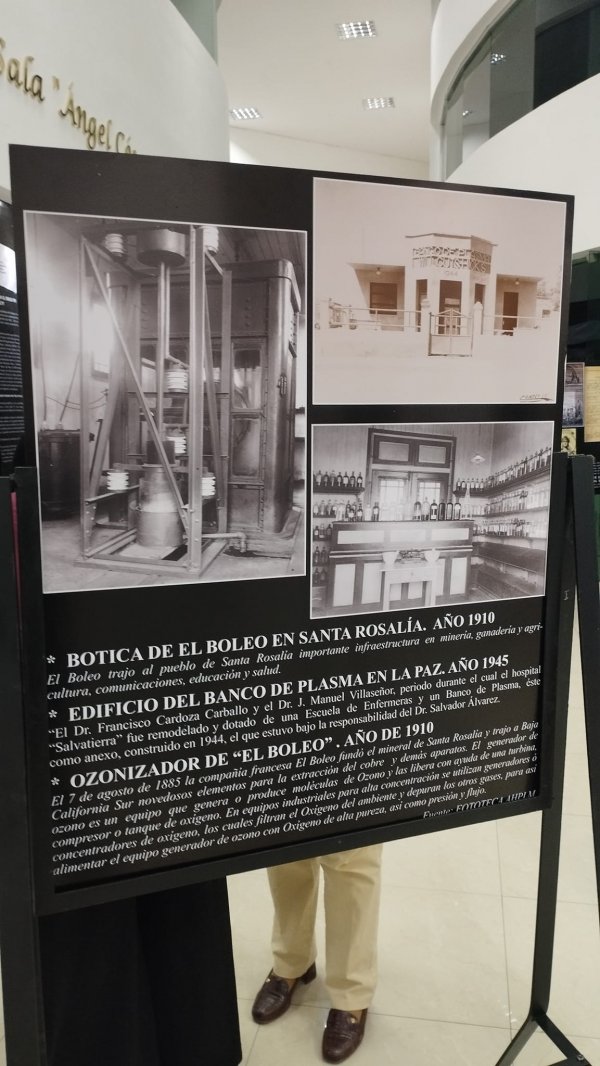 Sala "Ángel Cé
* BOTICA DE EL BOLEO EN SANTA ROSALÍA. AÑO 1910
El Boleo trajo al pueblo de Santa Rosalía importante infraestructura en minería, ganadería y agri-
cultura, comunicaciones, educación y salud.
* EDIFICIO DEL BANCO DE PLASMA EN LA PAZ. AÑO 1945
"El Dr. Francisco Cardoza Carballo y el Dr. J. Manuel Villaseñor, periodo durante el cual el hospital
"Salvatierra" fue remodelado y dotado de una Escuela de Enfermeras y un Banco de Plasma, éste
como anexo, construido en 1944, el que estuvo bajo la responsabilidad del Dr. Salvador Álvarez.
* OZONIZADOR DE "EL BOLEO" . AÑO DE 1910
El 7 de agosto de 1885 la compañía francesa El Boleo fundó el mineral de Santa Rosalía y trajo a Baja
California Sur novedosos elementos para la extracción del cobre y demás aparatos. El generador de
ozono es un equipo que genera o produce moléculas de Ozono y las libera con ayuda de una turbina,
compresor o tanque de oxígeno. En equipos industriales para alta concentración se utilizan generadores ó
concentradores de oxígeno, los cuales filtran el Oxígeno del ambiente y depuran los otros gases, para así
alimentar el equipo generador de ozono con Oxígeno de alta pureza, así como presión y flujo.
Fuente: FOTOTECA AHPLM